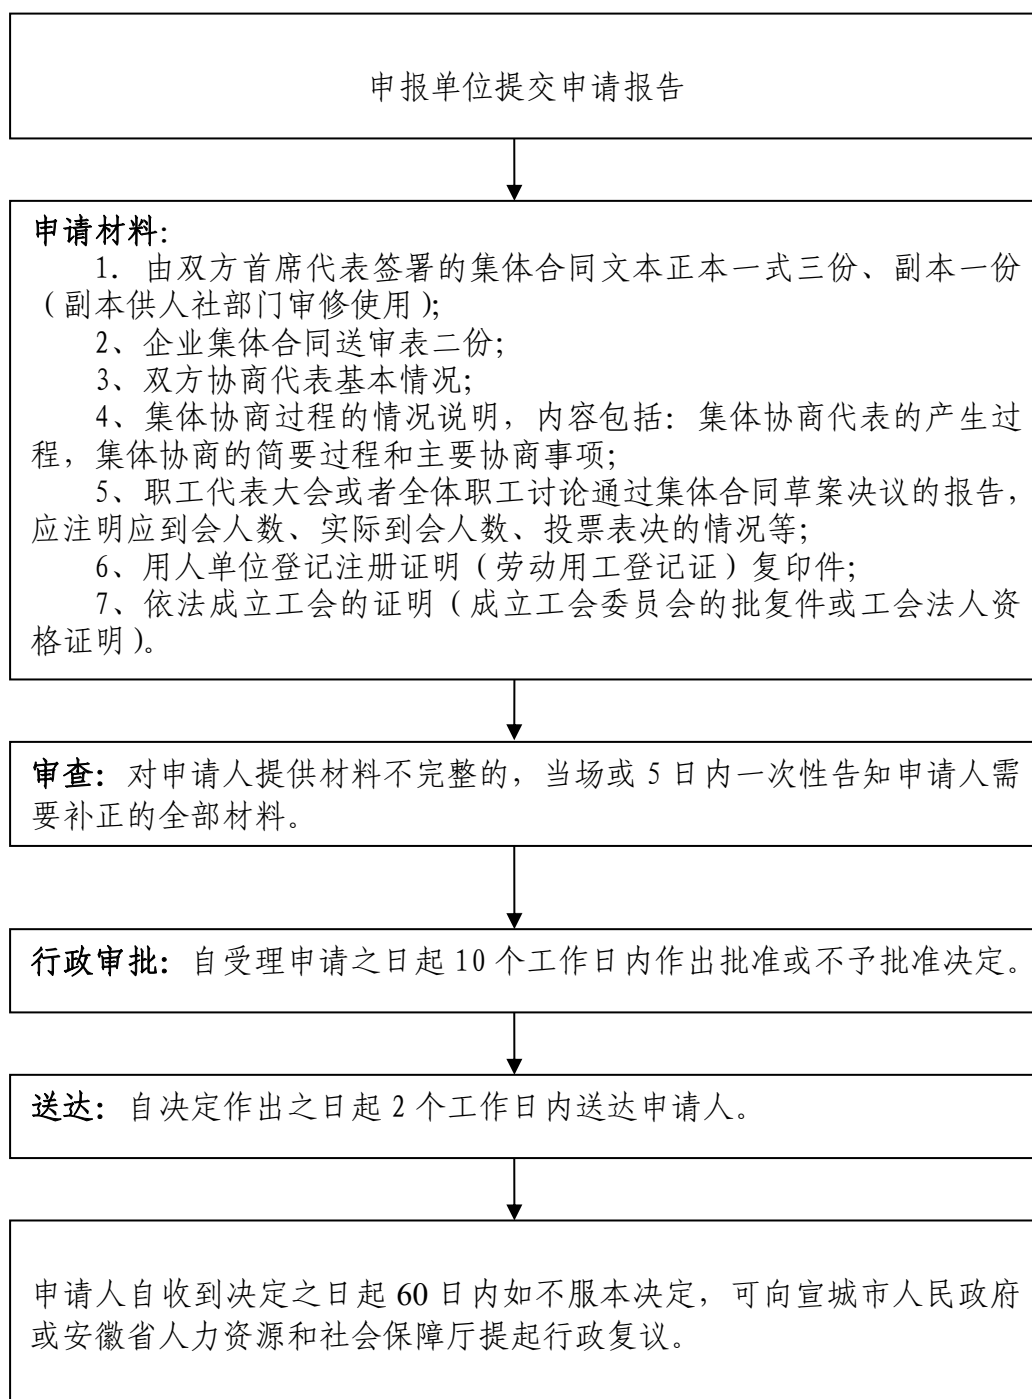 申报单位提交申请报告
申请材料：
1. 由双方首席代表签署的集体合同文本正本一式三份、副本一份
（副本供人社部门审修使用）；
2、企业集体合同送审表二份；
3、双方协商代表基本情况；
4、集体协商过程的情况说明，内容包括：集体协商代表的产生过
程，集体协商的简要过程和主要协商事项；
5、职工代表大会或者全体职工讨论通过集体合同草案决议的报告，
应注明应到会人数、实际到会人数、投票表决的情况等；
6、用人单位登记注册证明（劳动用工登记证）复印件；
7、依法成立工会的证明（成立工会委员会的批复件或工会法人资
格证明）。
审查：对申请人提供材料不完整的，当场或 5 日内一次性告知申请人需
要补正的全部材料。
行政审批：自受理申请之日起 10 个工作日内作出批准或不予批准决定。
送达：自决定作出之日起 2 个工作日内送达申请人。
申请人自收到决定之日起 60 日内如不服本决定，可向宣城市人民政府
或安徽省人力资源和社会保障厅提起行政复议。